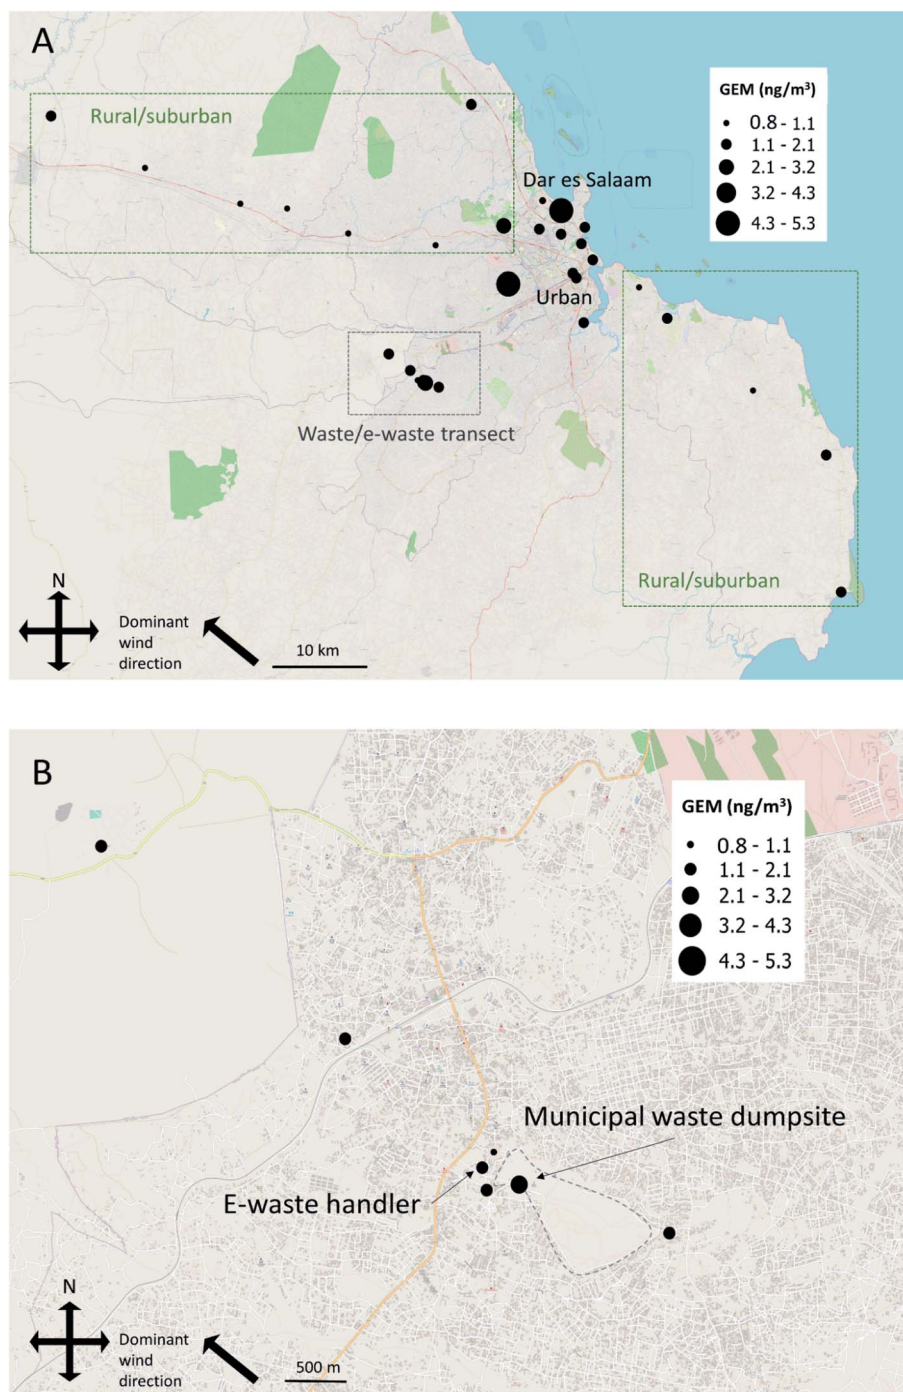 A
Rural/suburban
GEM (ng/m³)
0.8 - 1.1
1.1 - 2.1
2.1 - 3.2
3.2 - 4.3
4.3 - 5.3
Dar es Salaam
Urban
Waste/e-waste transect
Rural/suburban
N
Dominant
wind
direction
10 km
B
GEM (ng/m³)
0.8 - 1.1
1.1 - 2.1
2.1 - 3.2
3.2 - 4.3
4.3 - 5.3
Municipal waste dumpsite
E-waste handler
N
Dominant
wind
direction
500 m